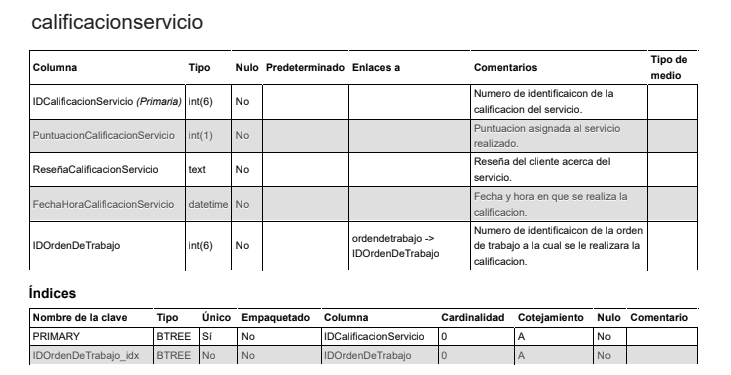 calificacionservicio
Columna Tipo Nulo Predeterminado Enlaces a Comentarios Tipo de medio
IDCalificacionServicio (Primaria) int(6) No Numero de identificaicon de la calificacion del servicio.
PuntuacionCalificacionServicio int(1) No Puntuacion asignada al servicio realizado.
ReseñaCalificacionServicio text No Reseña del cliente acerca del servicio.
FechaHoraCalificacionServicio datetime No Fecha y hora en que se realiza la calificacion.
IDOrdenDeTrabajo int(6) No ordendetrabajo -> IDOrdenDeTrabajo Numero de identificaicon de la orden de trabajo a la cual se le realizara la calificacion.
Índices
Nombre de la clave Tipo Único Empaquetado Columna Cardinalidad Cotejamiento Nulo Comentario
PRIMARY BTREE Sí No IDCalificacionServicio 0 A No
IDOrdenDeTrabajo_idx BTREE No No IDOrdenDeTrabajo 0 A No